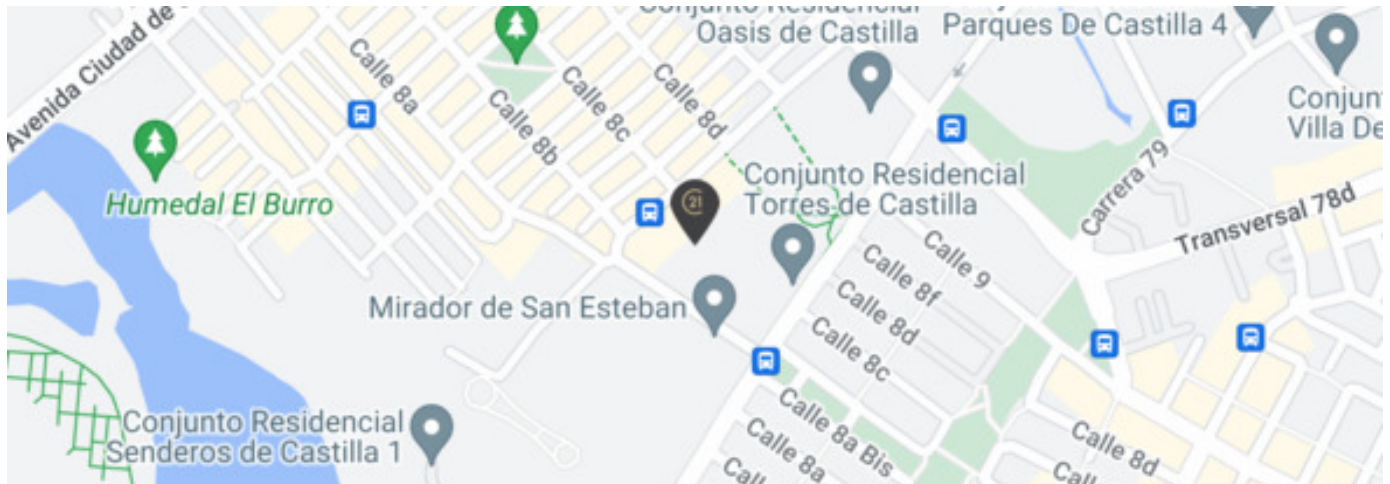 Avenida Ciudad de
Conjunto Residencial
Oasis de Castilla
Parques De Castilla 4
Calle 8a
Calle 8b
Calle 8c
Calle 8d
Conjunt
Villa De
Humedal El Burro
21
Conjunto Residencial
Torres de Castilla
Carrera 79
Transversal 78d
Calle 9
Calle 8f
Calle 8d
Calle 8c
Mirador de San Esteban
Conjunto Residencial
Senderos de Castilla 1
Calle 8a Bis
Calle 8a
Calle 8d